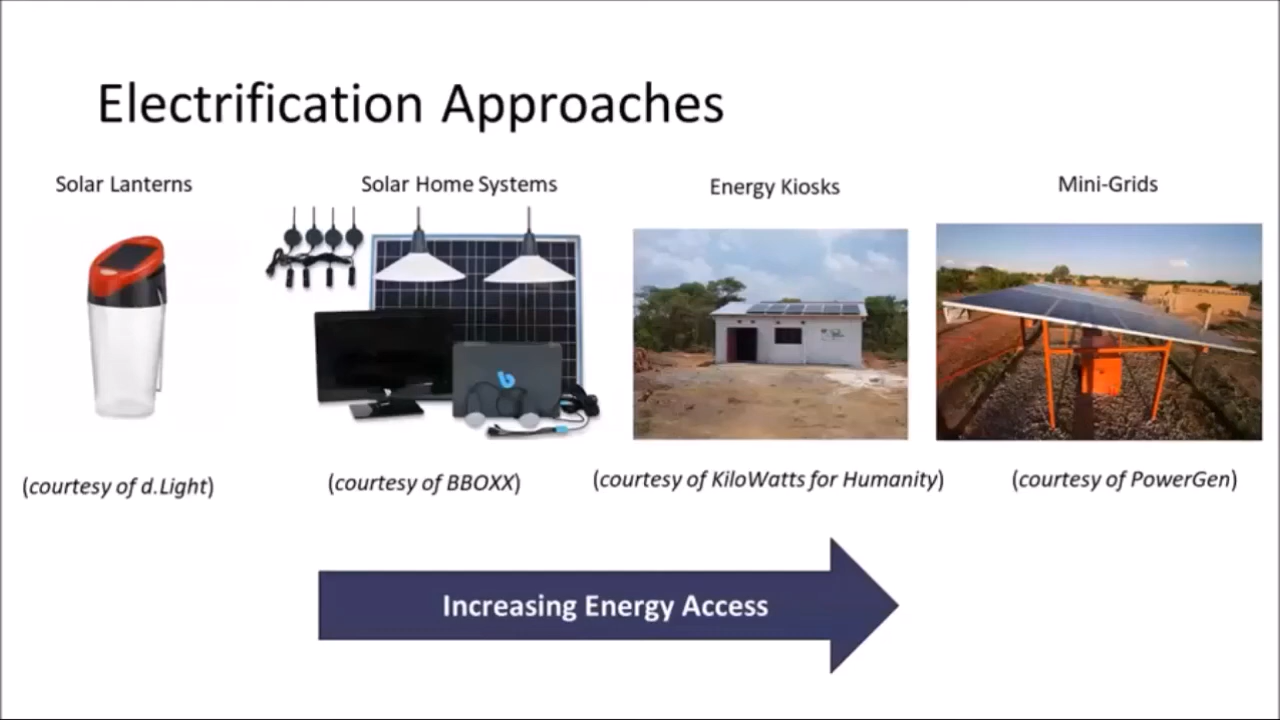 Electrification Approaches
Solar Lanterns
Solar Home Systems
Energy Kiosks
Mini-Grids
(courtesy of d.Light)
(courtesy of BBOXX)
(courtesy of KiloWatts for Humanity)
(courtesy of PowerGen)
Increasing Energy Access